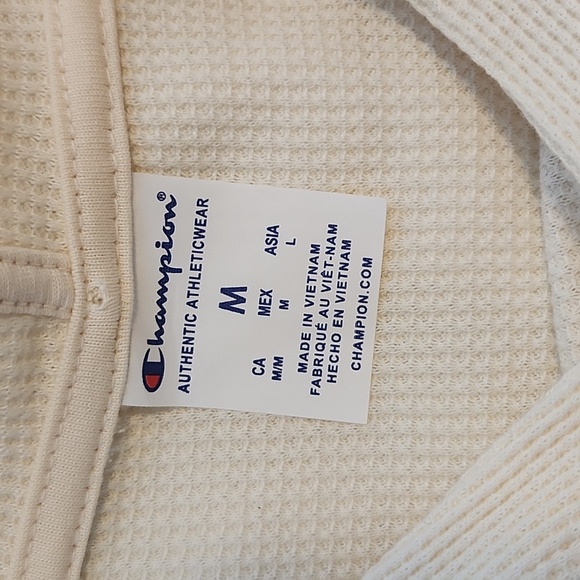 Champion®
AUTHENTIC ATHLETICWEAR
M
CA MEX ASIA
M/M M L
MADE IN VIETNAM
FABRIQUÉ AU VIÊT-NAM
HECHO EN VIETNAM
CHAMPION.COM